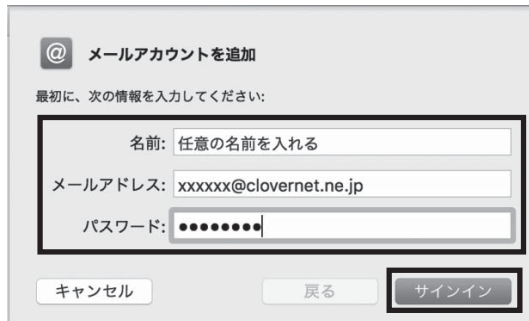 @ メールアカウントを追加
最初に、次の情報を入力してください:
名前: 任意の名前を入れる
メールアドレス: xxxxxx@clovernet.ne.jp
パスワード: ●●●●●●●●
キャンセル 戻る サインイン